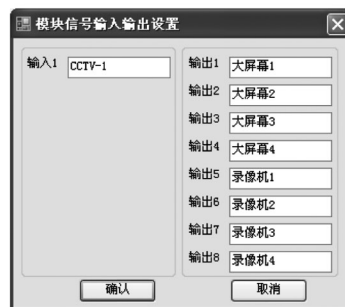 模块信号输入输出设置
输入1 CCTV-1
输出1 大屏幕1
输出2 大屏幕2
输出3 大屏幕3
输出4 大屏幕4
输出5 录像机1
输出6 录像机2
输出7 录像机3
输出8 录像机4
确认 取消